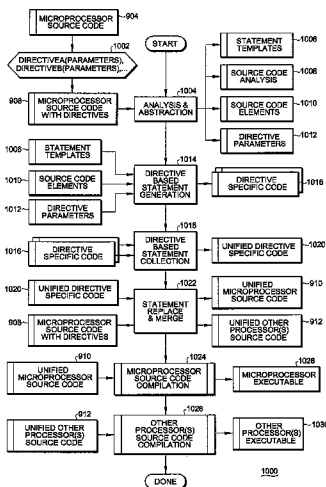 904
MICROPROCESSOR
SOURCE CODE
1002
DIRECTIVEA(PARAMETERS),
DIRECTIVEB(PARAMETERS),...
START
908
MICROPROCESSOR
SOURCE CODE
WITH DIRECTIVES
1004
ANALYSIS &
ABSTRACTION
1006
STATEMENT
TEMPLATES
1008
SOURCE CODE
ANALYSIS
1010
SOURCE CODE
ELEMENTS
1012
DIRECTIVE
PARAMETERS
1006
STATEMENT
TEMPLATES
1010
SOURCE CODE
ELEMENTS
1012
DIRECTIVE
PARAMETERS
1014
DIRECTIVE
BASED
STATEMENT
GENERATION
1016
DIRECTIVE
SPECIFIC CODE
1016
DIRECTIVE
SPECIFIC CODE
1018
DIRECTIVE
BASED
STATEMENT
COLLECTION
1020
UNIFIED DIRECTIVE
SPECIFIC CODE
1020
UNIFIED DIRECTIVE
SPECIFIC CODE
908
MICROPROCESSOR
SOURCE CODE
WITH DIRECTIVES
1022
STATEMENT
REPLACE
& MERGE
910
UNIFIED
MICROPROCESSOR
SOURCE CODE
912
UNIFIED OTHER
PROCESSOR(S)
SOURCE CODE
910
UNIFIED
MICROPROCESSOR
SOURCE CODE
1024
MICROPROCESSOR
SOURCE CODE
COMPILATION
1026
MICROPROCESSOR
EXECUTABLE
912
UNIFIED OTHER
PROCESSOR(S)
SOURCE CODE
1028
OTHER
PROCESSOR(S)
SOURCE CODE
COMPILATION
1030
OTHER
PROCESSOR(S)
EXECUTABLE
DONE
1000